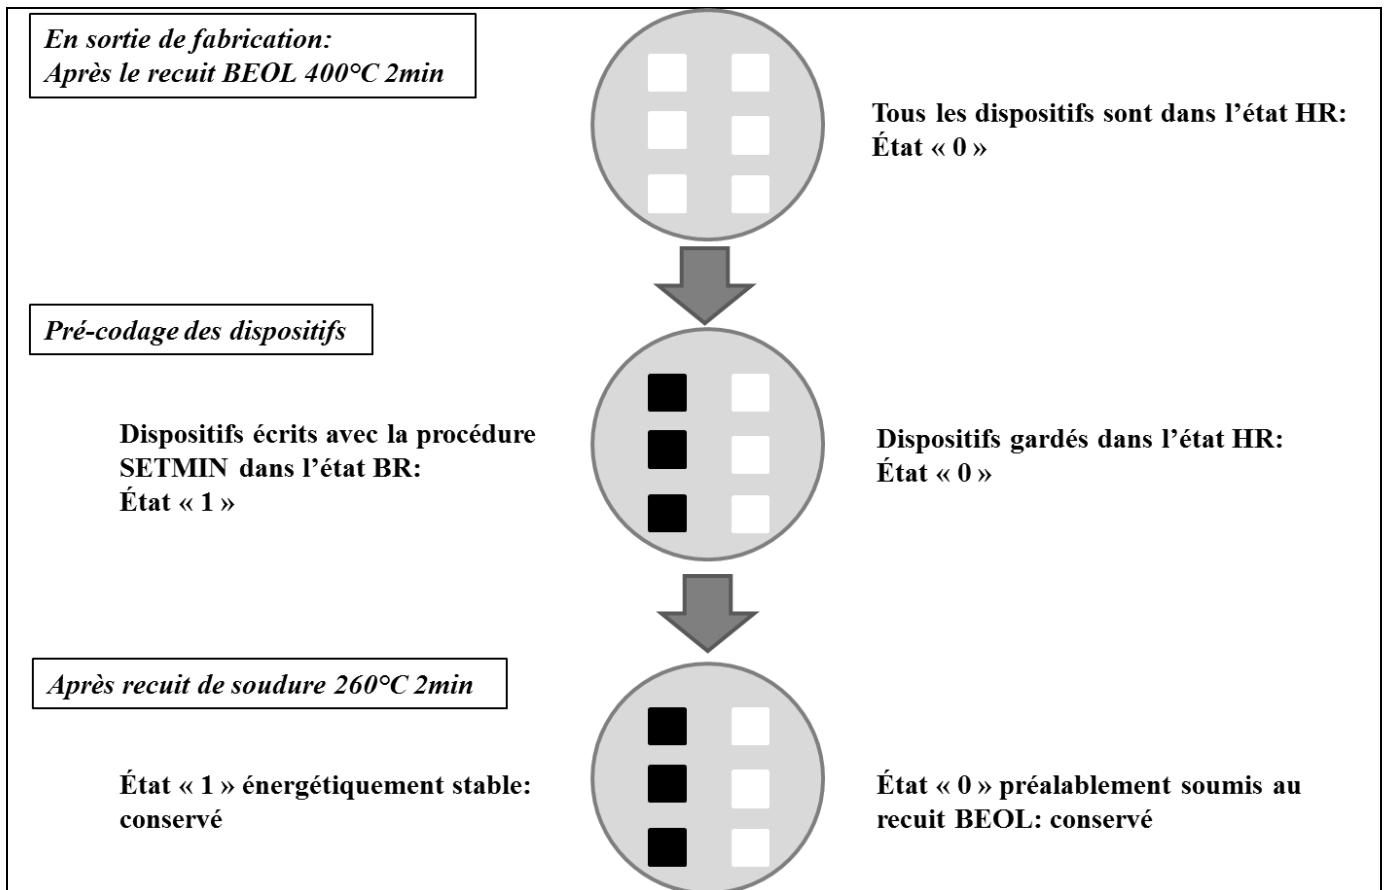 En sortie de fabrication:
Après le recuit BEOL 400°C 2min
Tous les dispositifs sont dans l'état HR:
État « 0 »
Pré-codage des dispositifs
Dispositifs écrits avec la procédure
SETMIN dans l'état BR:
État « 1 »
Dispositifs gardés dans l'état HR:
État « 0 »
Après recuit de soudure 260°C 2min
État « 1 » énergétiquement stable:
conservé
État « 0 » préalablement soumis au
recuit BEOL: conservé